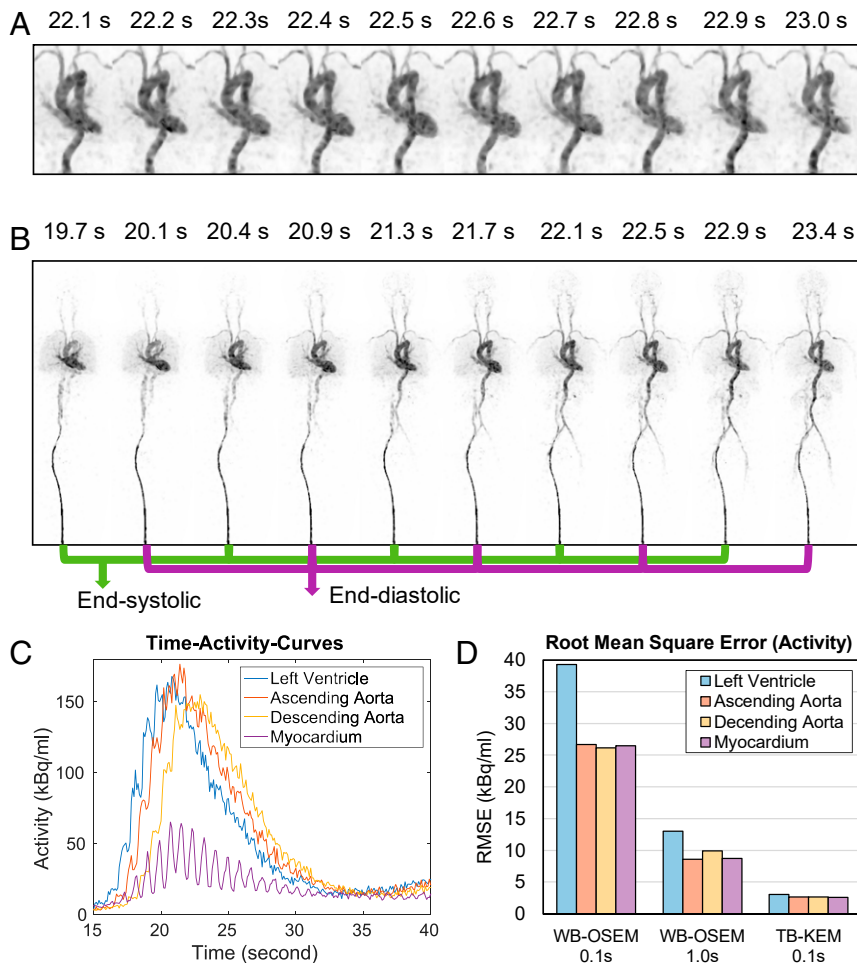 A
22.1 s 22.2 s 22.3s 22.4 s 22.5 s 22.6 s 22.7 s 22.8 s 22.9 s 23.0 s
B
19.7 s 20.1 s 20.4 s 20.9 s 21.3 s 21.7 s 22.1 s 22.5 s 22.9 s 23.4 s
End-systolic
End-diastolic
C
Time-Activity-Curves
Left Ventricle
Ascending Aorta
Descending Aorta
Myocardium
Activity (kBq/ml)
150
100
50
0
15 20 25 30 35 40
Time (second)
D
Root Mean Square Error (Activity)
Left Ventricle
Ascending Aorta
Decending Aorta
Myocardium
RMSE (kBq/ml)
40
35
30
25
20
15
10
5
0
WB-OSEM WB-OSEM TB-KEM
0.1s 1.0s 0.1s